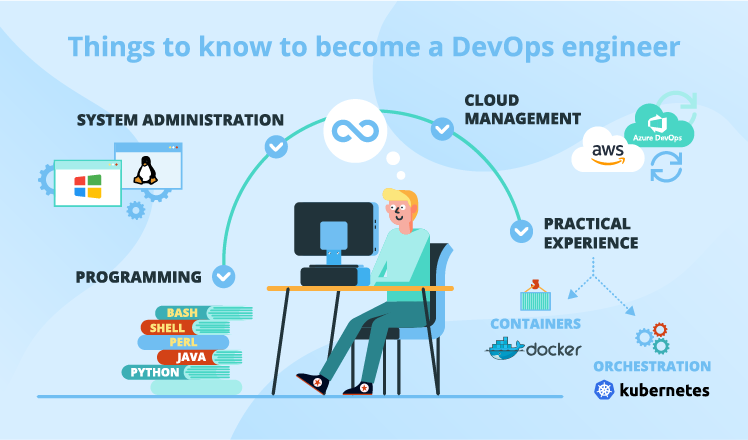 Things to know to become a DevOps engineer
SYSTEM ADMINISTRATION
CLOUD
MANAGEMENT
Azure DevOps
aws
PRACTICAL
EXPERIENCE
PROGRAMMING
BASH
SHELL
PERL
JAVA
PYTHON
CONTAINERS
docker
ORCHESTRATION
kubernetes